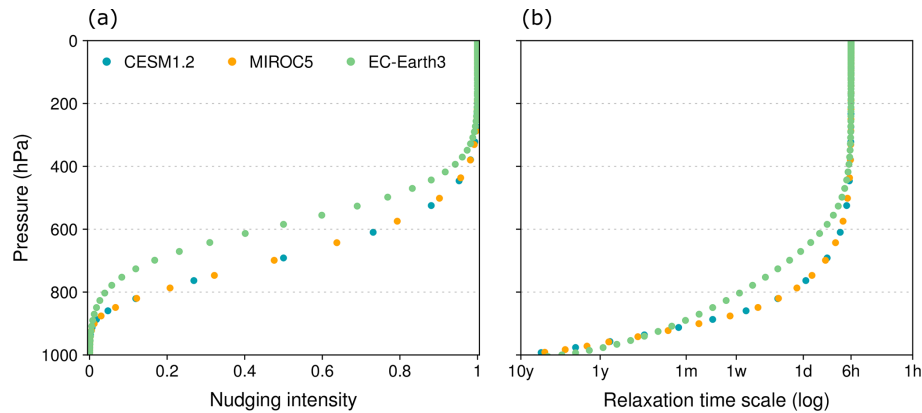 (a)
(b)
CESM1.2 MIROC5 EC-Earth3
Pressure (hPa)
0
200
400
600
800
1000
0 0.2 0.4 0.6 0.8 1
10y 1y 1m 1w 1d 6h 1h
Nudging intensity
Relaxation time scale (log)